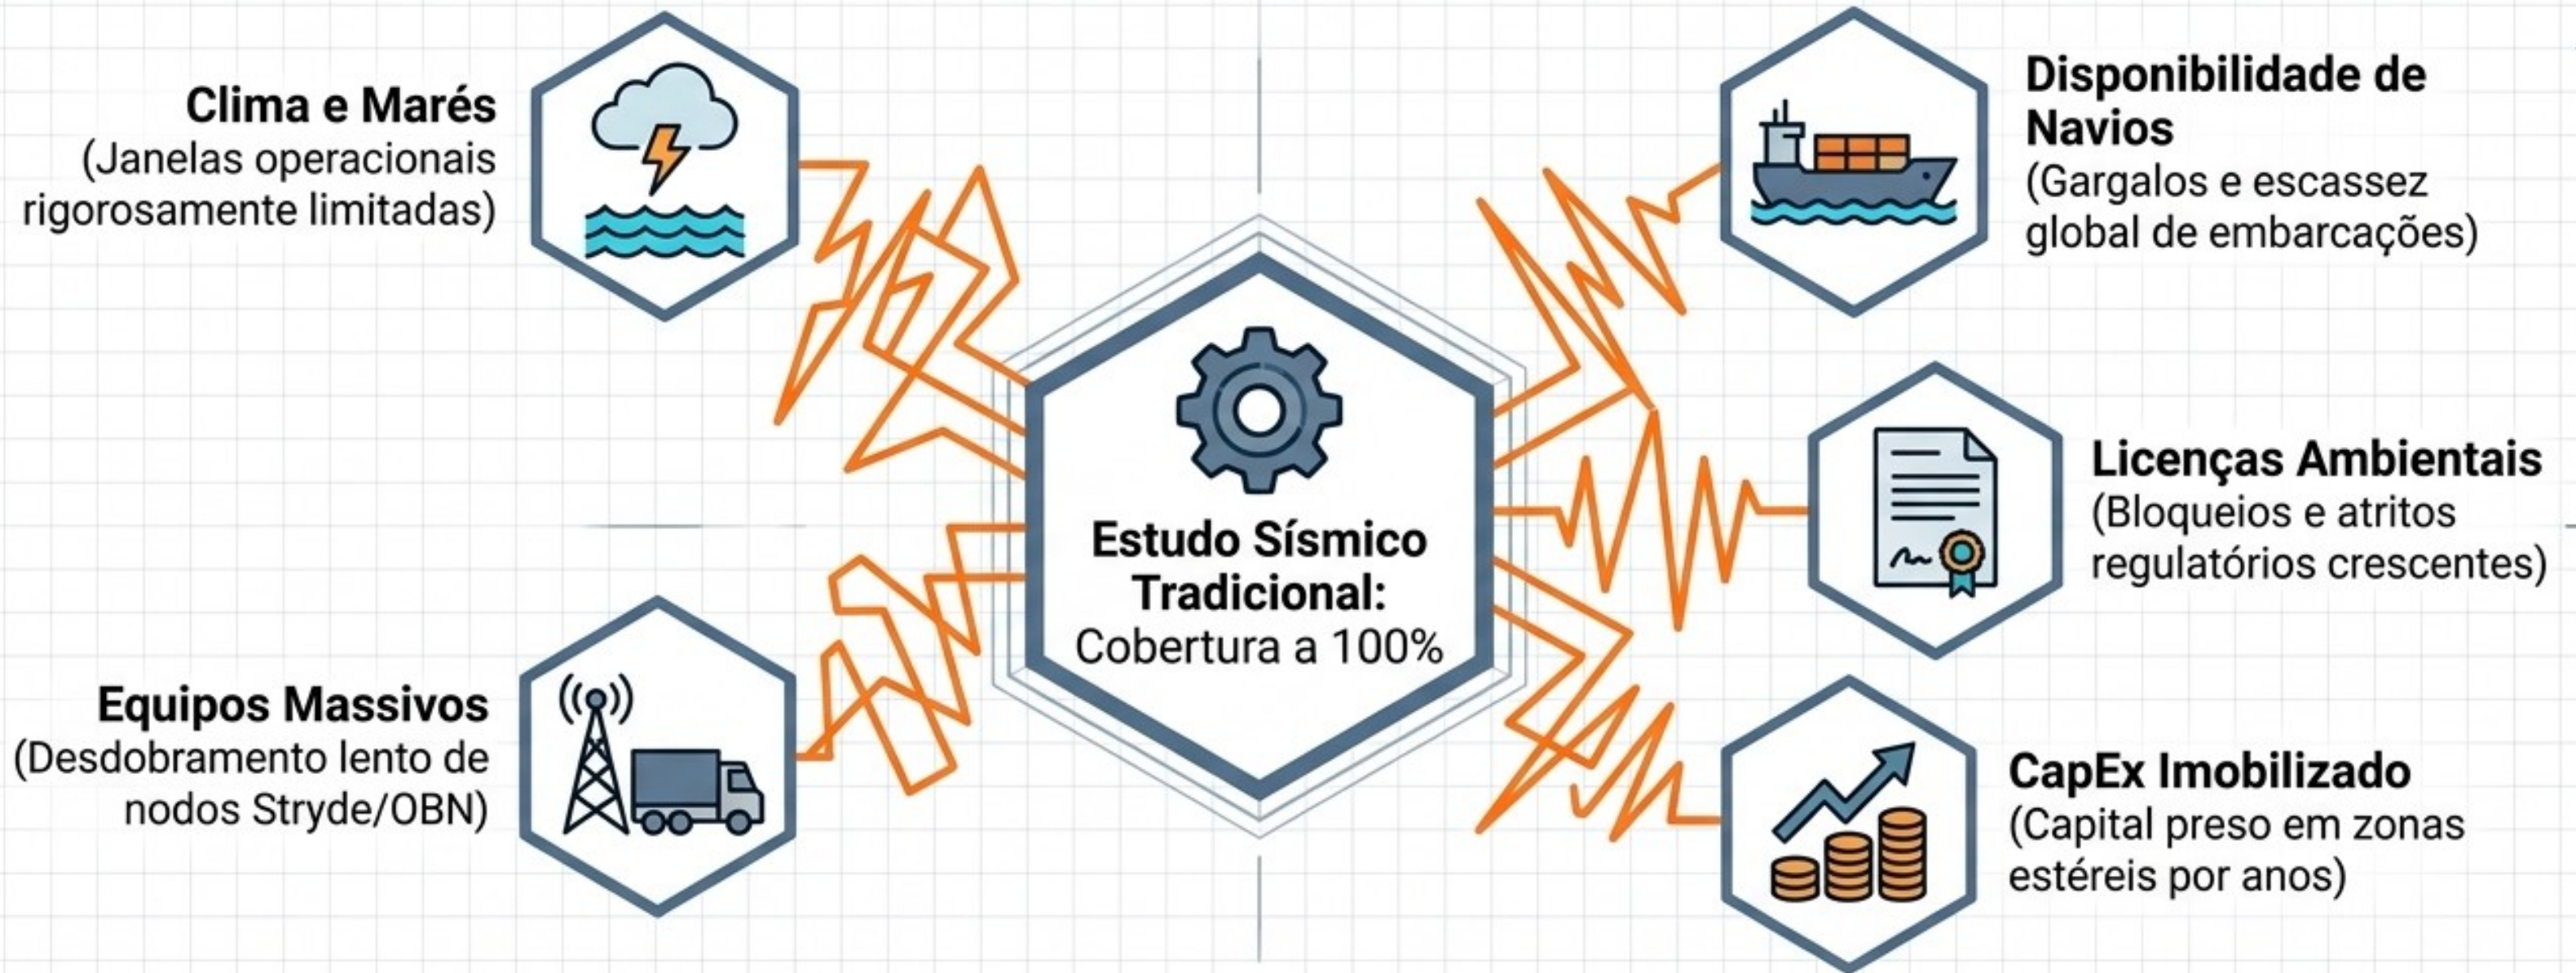 Clima e Marés
(Janelas operacionais
rigorosamente limitadas)
Disponibilidade de
Navios
(Gargalos e escassez
global de embarcações)
Estudo Sísmico
Tradicional:
Cobertura a 100%
Licenças Ambientais
(Bloqueios e atritos
regulatórios crescentes)
Equipos Massivos
(Desdobramento lento de
nodos Stryde/OBN)
CapEx Imobilizado
(Capital preso em zonas
estéreis por anos)